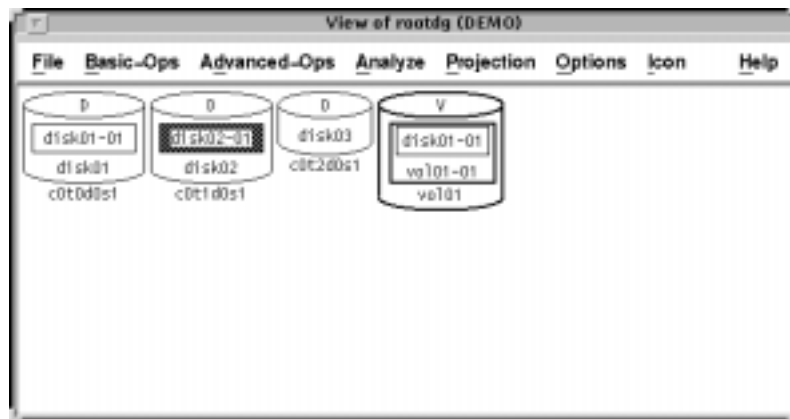 View of rootdg (DEMO)
File Basic-Ops Advanced-Ops Analyze Projection Options Icon Help
D D D V
disk01-01 disk02-01 disk03 disk01-01
disk01 disk02 c0t2d0s1 vol01-01
c0t0d0s1 c0t1d0s1 vol01